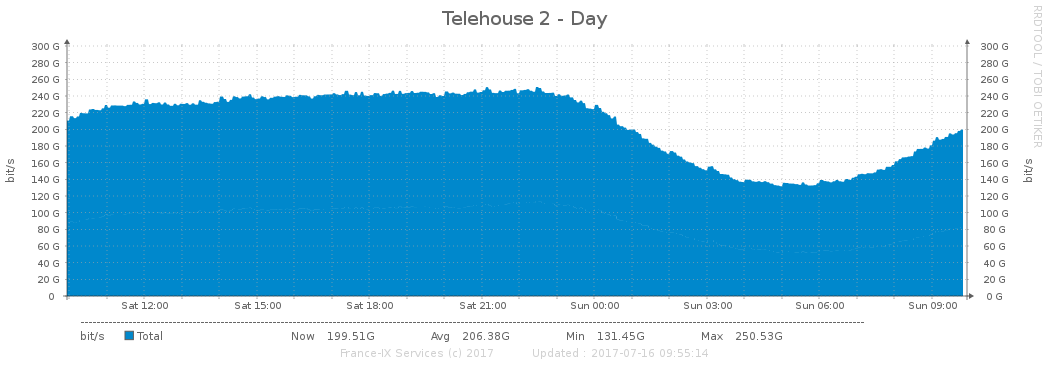 Telehouse 2 - Day
RRDTOOL / TOBI OETIKER
bit/s
300 G 300 G
280 G 280 G
260 G 260 G
240 G 240 G
220 G 220 G
200 G 200 G
180 G 180 G
160 G 160 G
140 G 140 G
120 G 120 G
100 G 100 G
80 G 80 G
60 G 60 G
40 G 40 G
20 G 20 G
0 0 G
bit/s
Sat 12:00 Sat 15:00 Sat 18:00 Sat 21:00 Sun 00:00 Sun 03:00 Sun 06:00 Sun 09:00
bit/s Total Now 199.51G Avg 206.38G Min 131.45G Max 250.53G
France-IX Services (c) 2017 Updated : 2017-07-16 09:55:14